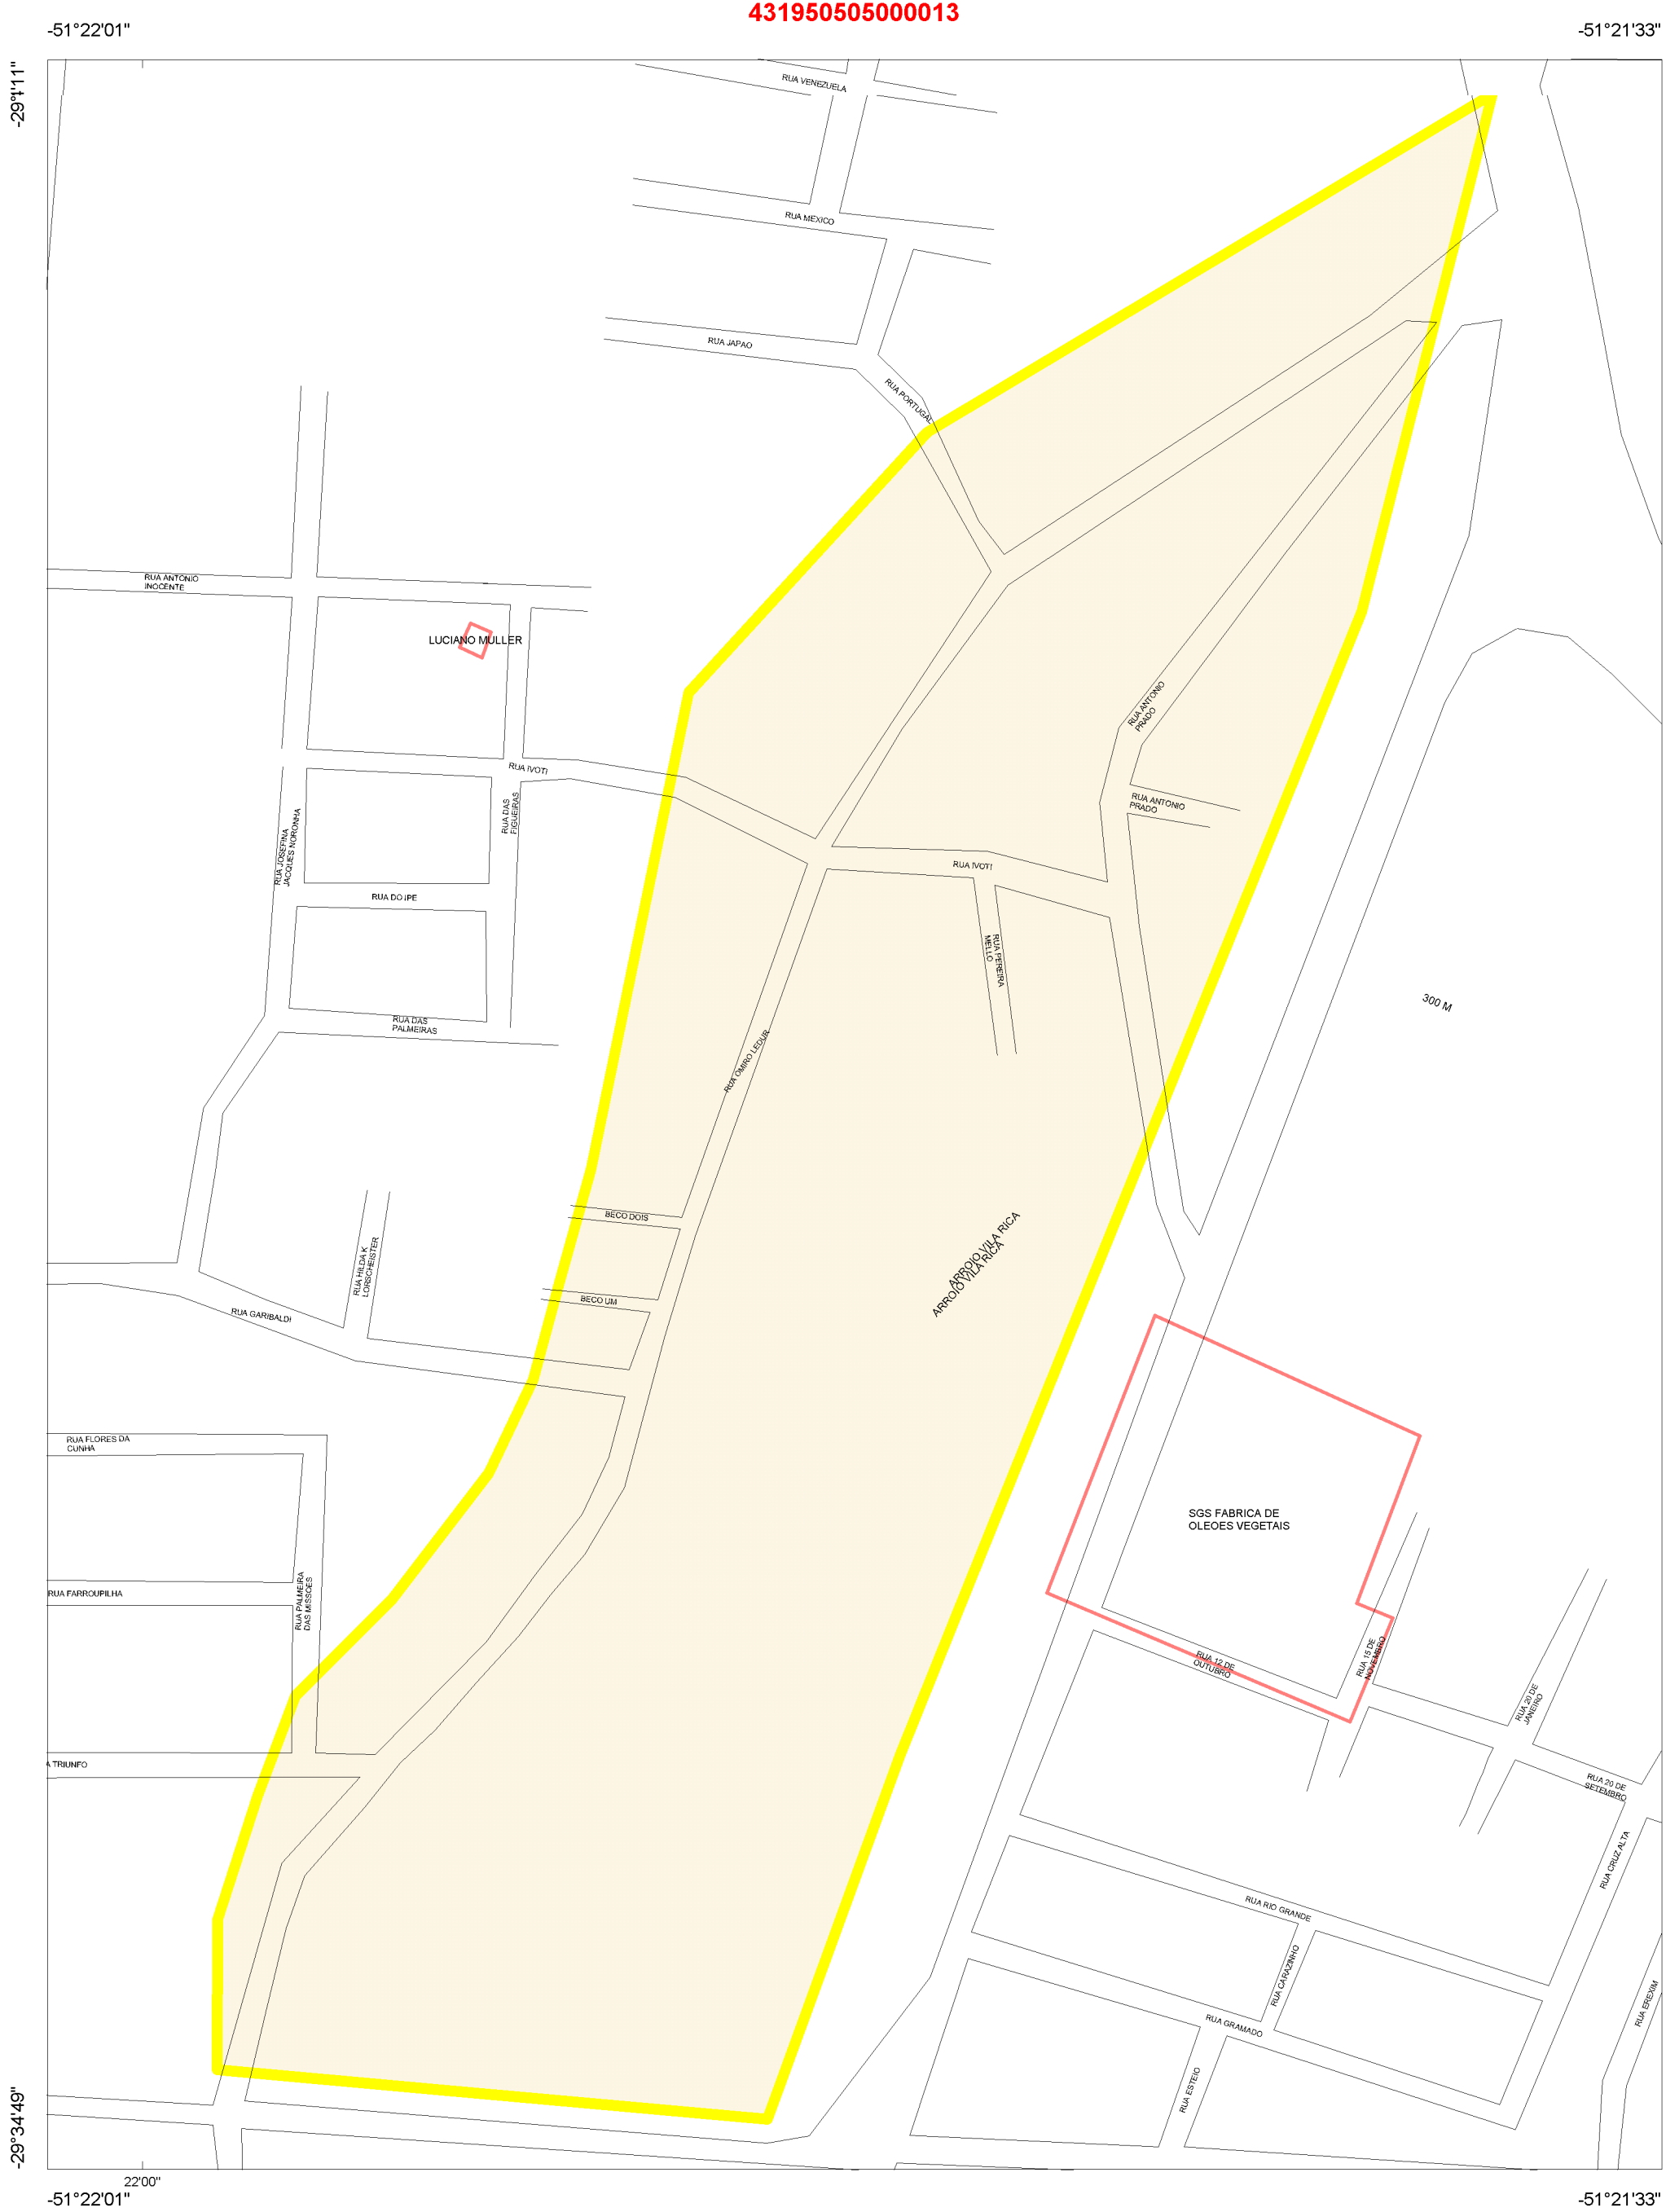 431950505000013
-51°22'01"
-51°21'33"
-29°1'11"
RUA VENEZUELA
RUA MEXICO
RUA JAPAO
RUA PORTUGAL
RUA ANTONIO
INOCENTE
LUCIANO MULLER
RUA ANTONIO
PRADO
RUA IVOTI
RUA DAS
FIGUEIRAS
RUA ANTONIO
PRADO
RUA JOSEFINA
JACQUES NORONHA
RUA IVOTI
RUA DO IPE
RUA PEREIRA
MELLO
300 M
RUA DAS
PALMEIRAS
RUA OMIRO LEDUR
BECO DOIS
ARROIO VILA RICA
ARROIO VILA RICA
RUA HILDA K
LORSCHEISTER
BECO UM
RUA GARIBALDI
RUA FLORES DA
CUNHA
SGS FABRICA DE
OLEOES VEGETAIS
RUA FARROUPILHA
RUA PALMEIRA
DAS MISSOES
RUA 12 DE
OUTUBRO
RUA 15 DE
NOVEMBRO
RUA 20 DE
JANEIRO
A TRIUNFO
RUA 20 DE
SETEMBRO
RUA CRUZ ALTA
RUA RIO GRANDE
RUA CARAZINHO
RUA EREXIM
RUA GRAMADO
RUA ESTEIO
-29°34'49"
22'00"
-51°22'01"
-51°21'33"